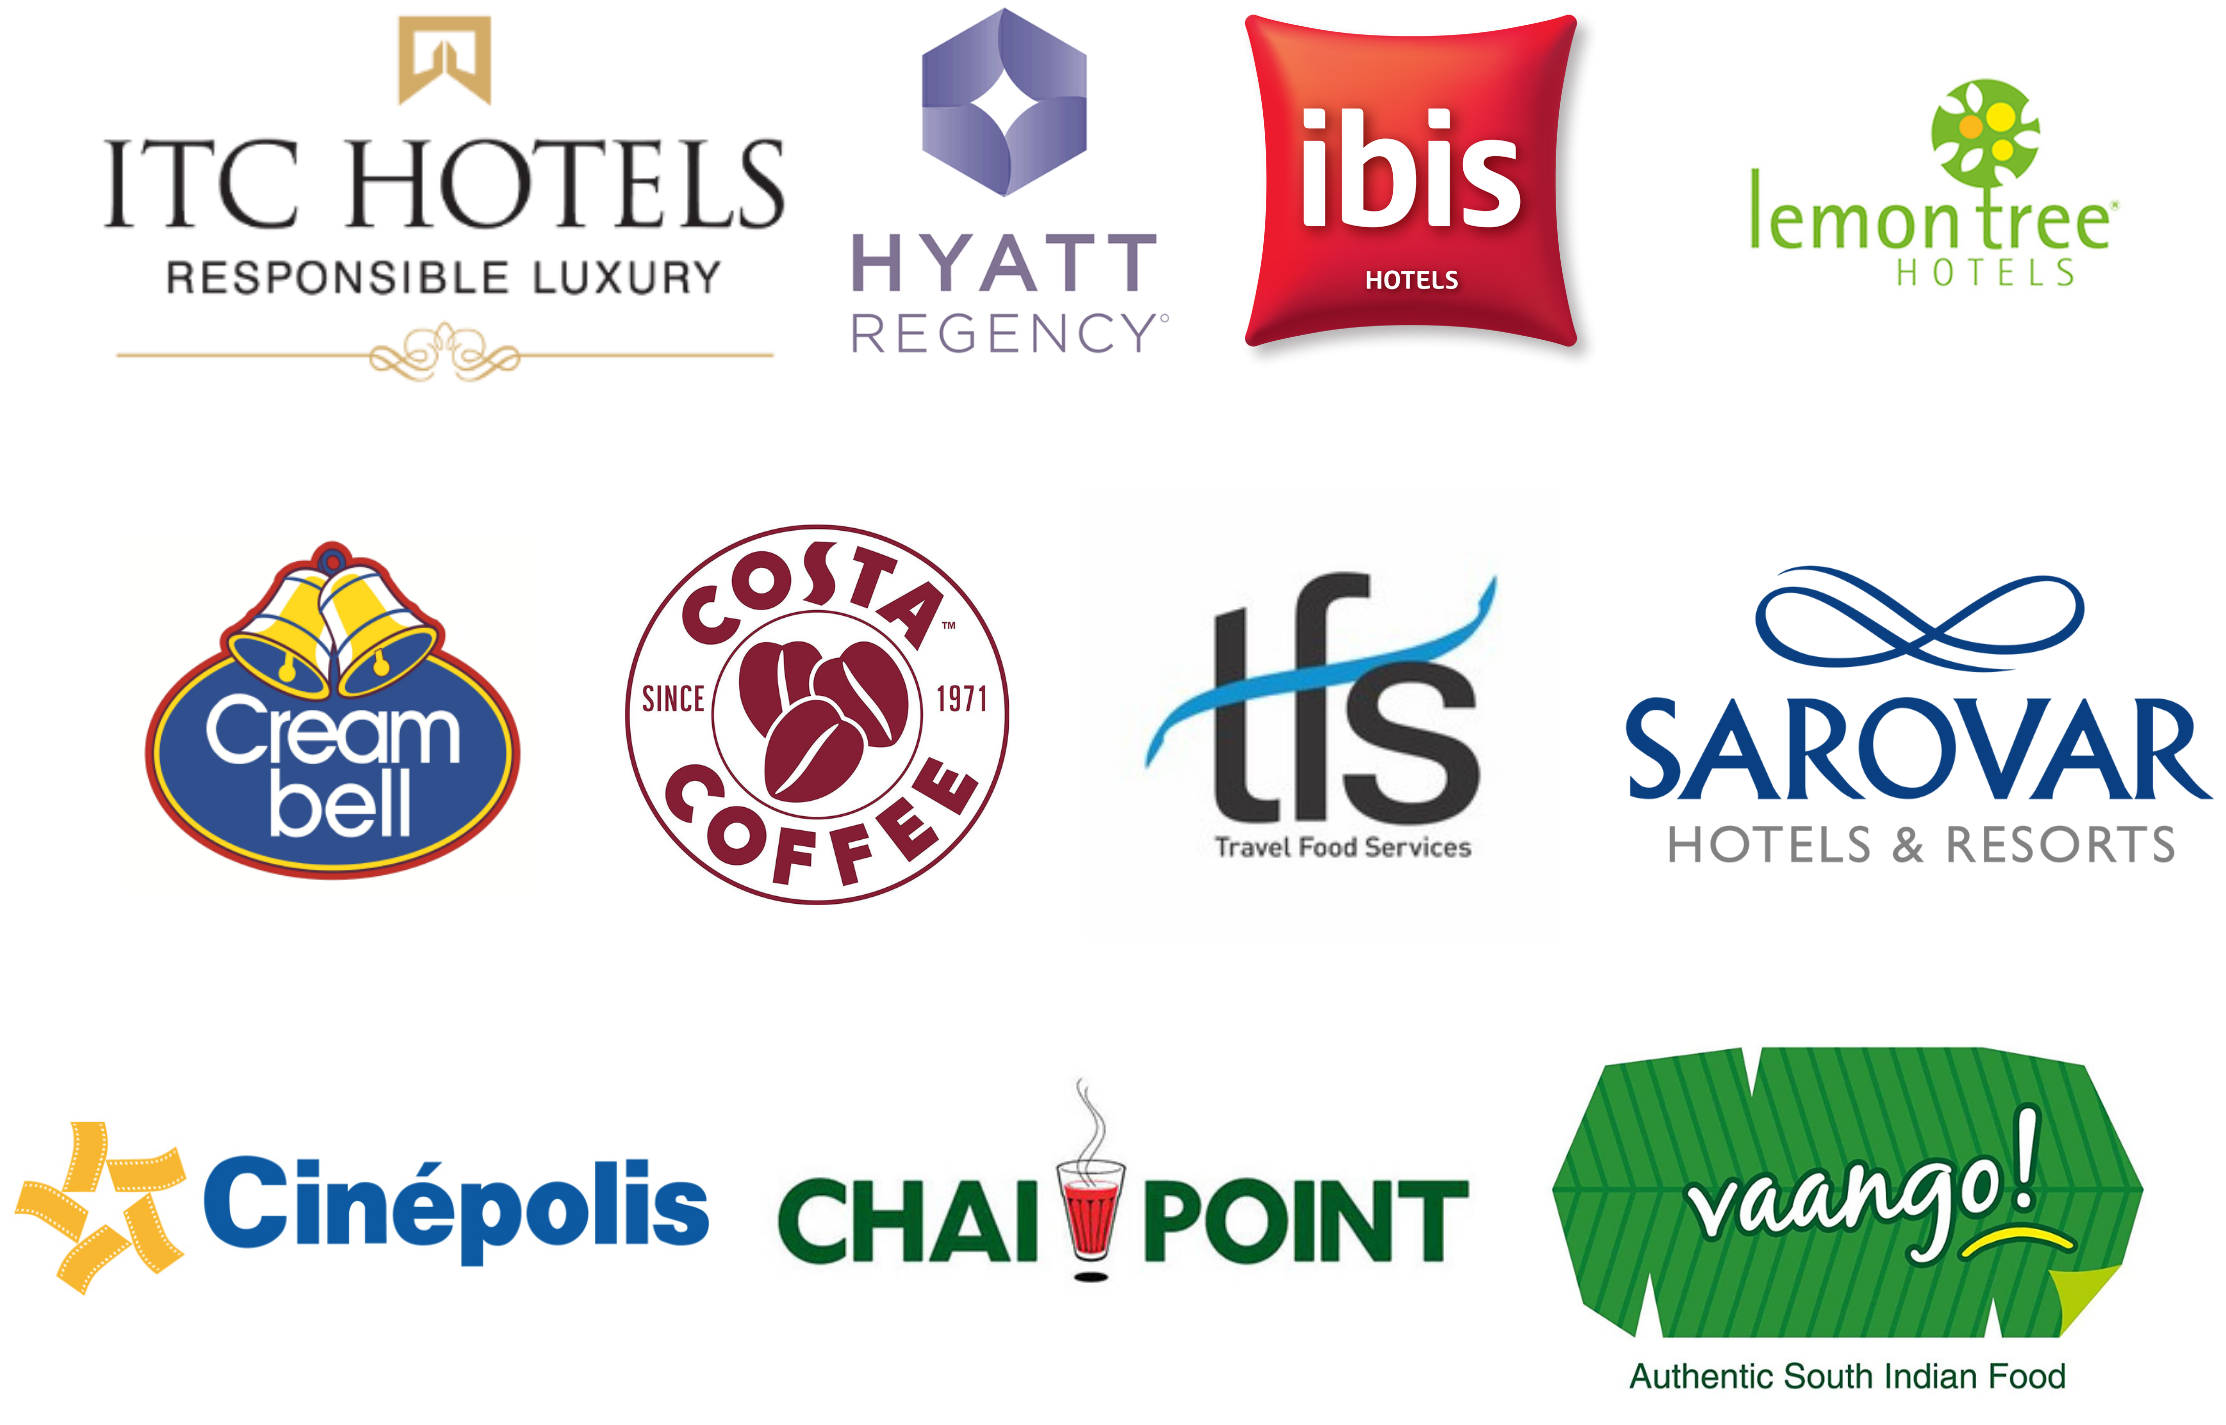 ITC HOTELS
RESPONSIBLE LUXURY
HYATT
REGENCY
ibis
HOTELS
lemon tree®
HOTELS
Cream
bell
COSTA™
SINCE 1971
COFFEE
tfs
Travel Food Services
SAROVAR
HOTELS & RESORTS
Cinépolis
CHAI POINT
vaango!
Authentic South Indian Food